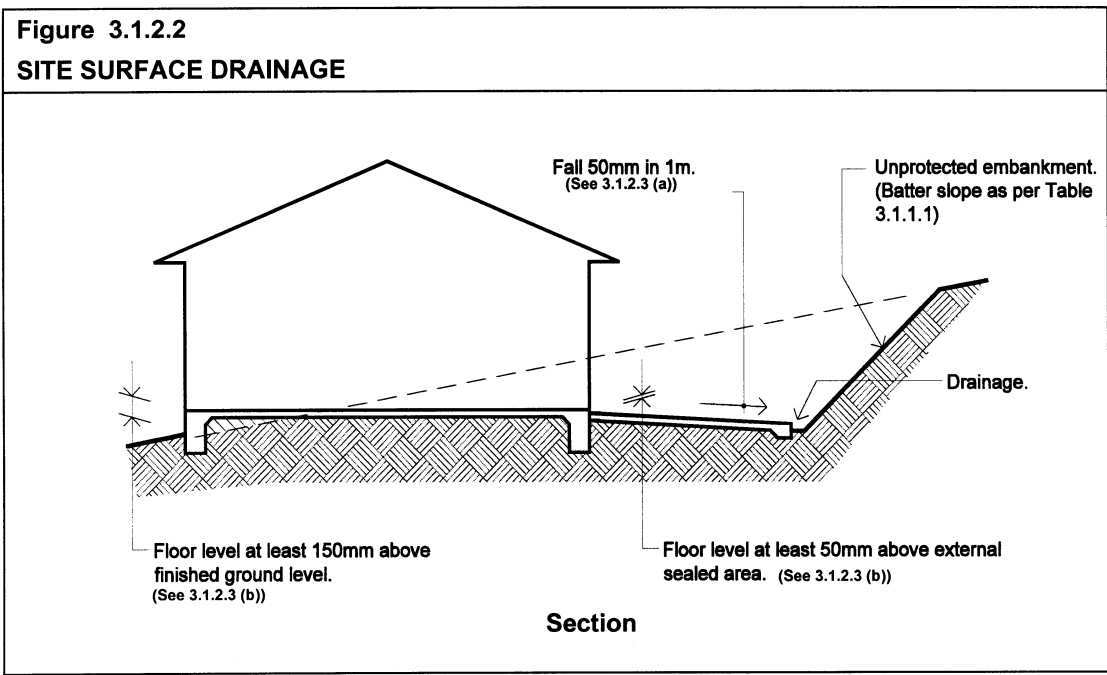 Figure 3.1.2.2
SITE SURFACE DRAINAGE
Fall 50mm in 1m.
(See 3.1.2.3 (a))
Unprotected embankment.
(Batter slope as per Table
3.1.1.1)
Drainage.
Floor level at least 150mm above
finished ground level.
(See 3.1.2.3 (b))
Floor level at least 50mm above external
sealed area. (See 3.1.2.3 (b))
Section